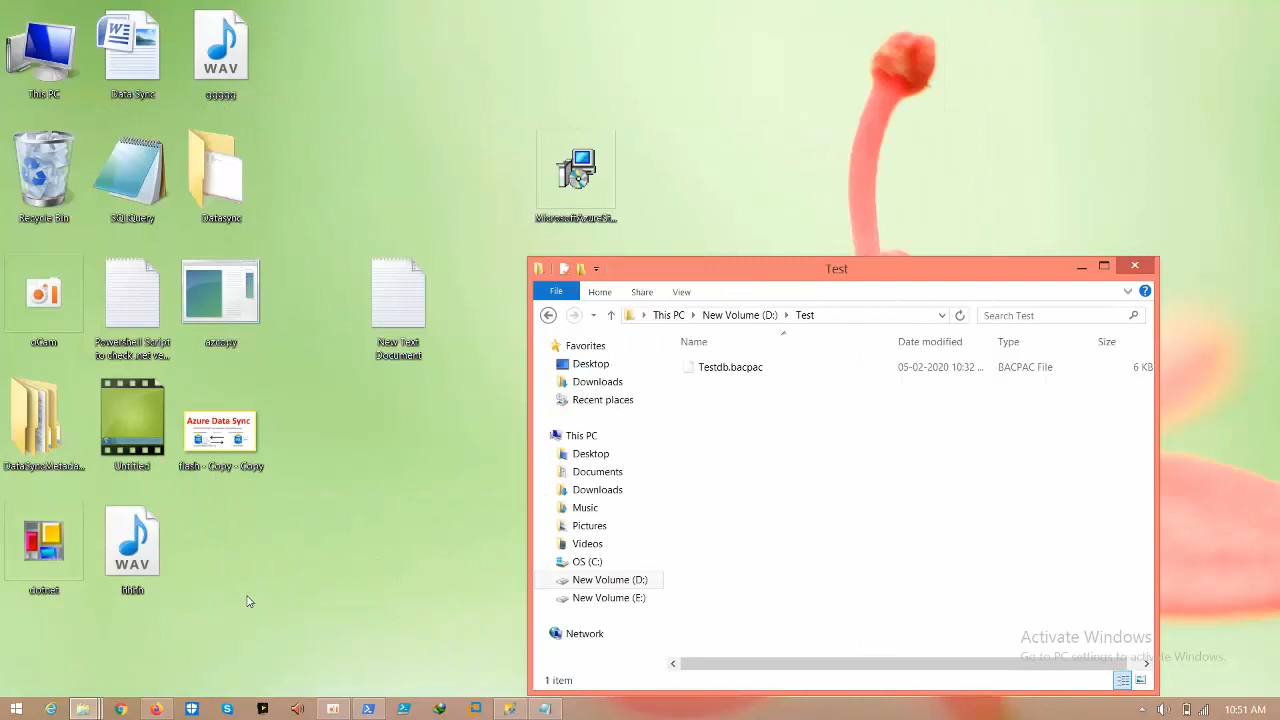 This PC
Data Sync
WAV
qqqqq
Recycle Bin
SQLQuery
Datasync
MicrosoftAzureSt...
oCam
Powershell Script
to check .net ve...
azcopy
New Text
Document
DataSyncMetada...
Untitled
Azure Data Sync
flash - Copy - Copy
dotnet
WAV
hhhh
Test
File
Home
Share
View
This PC
New Volume (D:)
Test
Search Test
Name
Date modified
Type
Size
Testdb.bacpac
05-02-2020 10:32 ...
BACPAC File
6 KB
Favorites
Desktop
Downloads
Recent places
This PC
Desktop
Documents
Downloads
Music
Pictures
Videos
OS (C:)
New Volume (D:)
New Volume (E:)
Network
1 item
Activate Windows
Go to PC settings to activate Windows.
10:51 AM